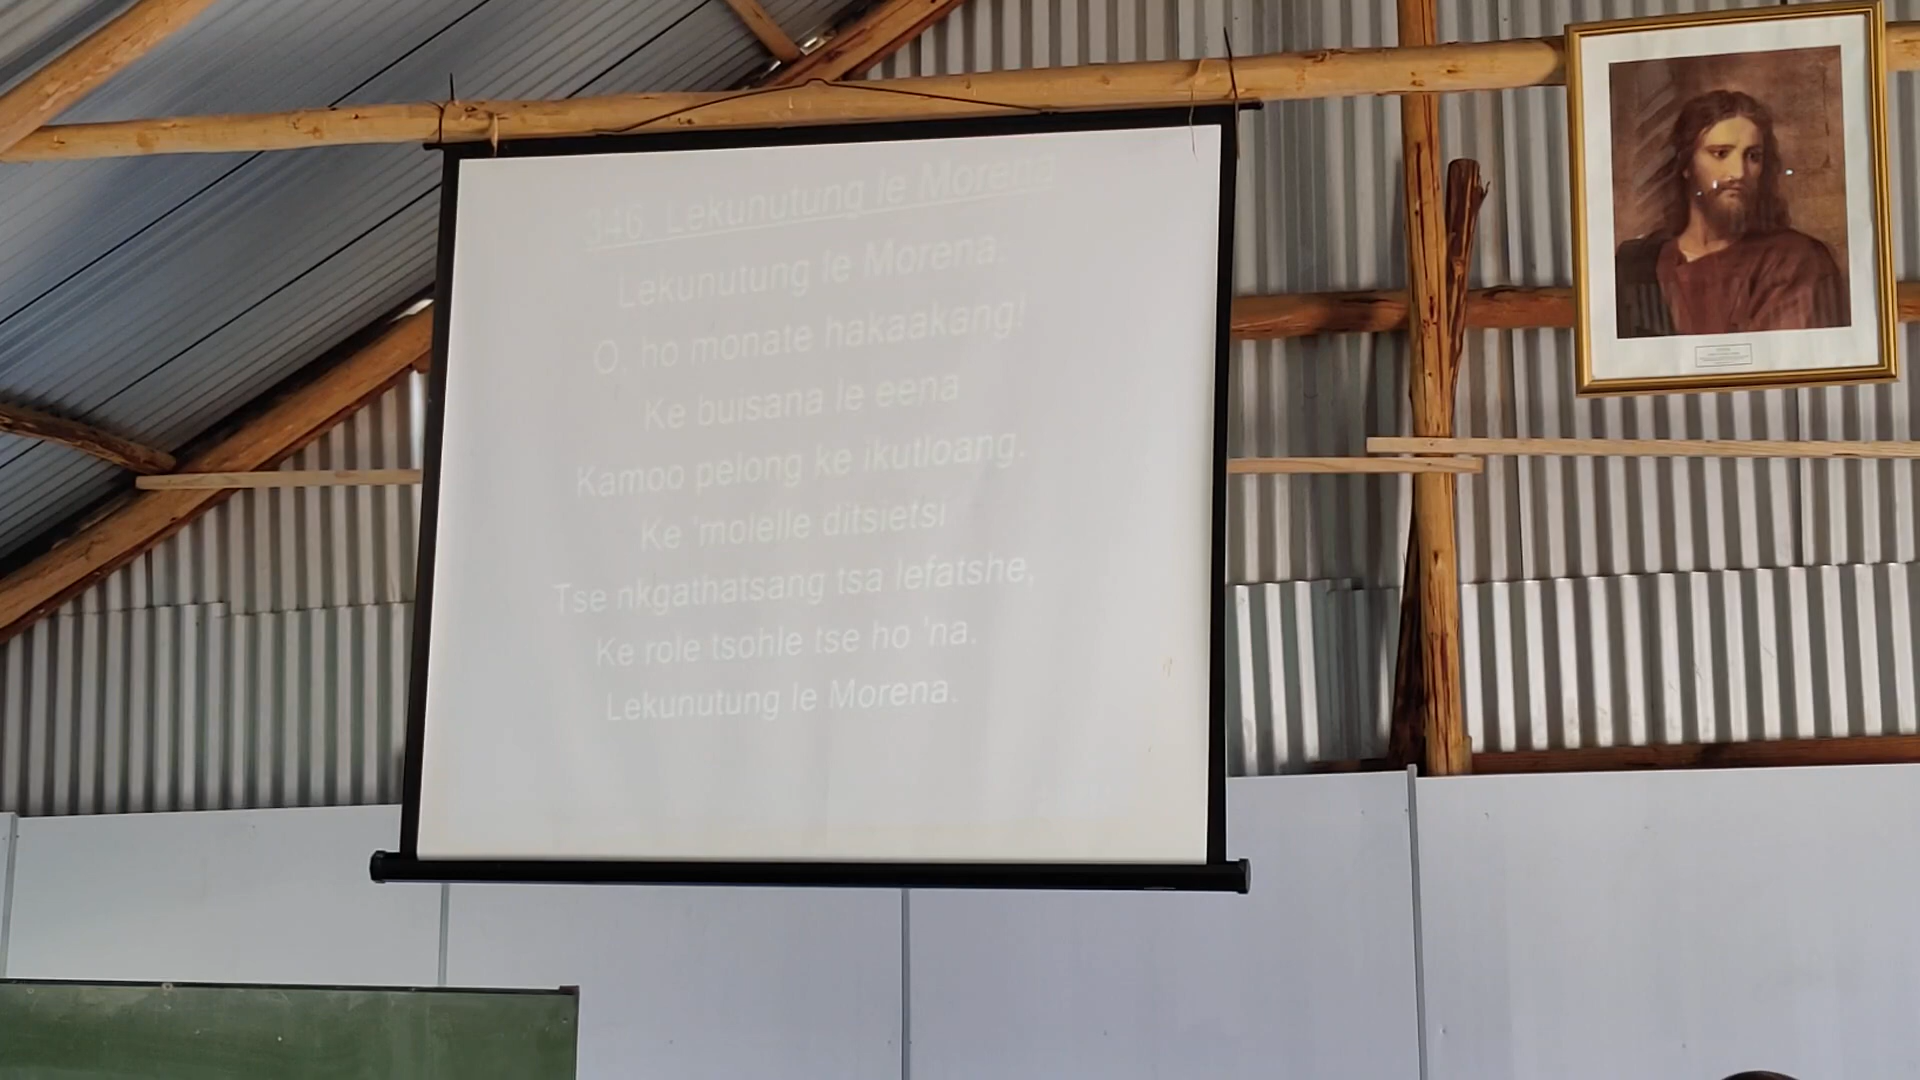 346. Lekunutung le Morena
Lekunutung le Morena,
O, ho monate hakaakang!
Ke buisana le eena
Kamoo pelong ke ikutloang.
Ke 'molelle ditsietsi
Tse nkgathatsang tsa lefatshe,
Ke role tsohle tse ho 'na.
Lekunutung le Morena.